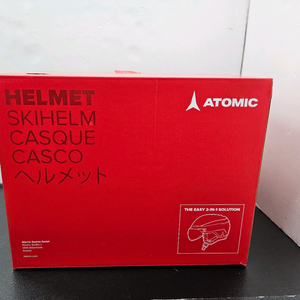 HELMET
SKIHELM
CASQUE
CASCO
ヘルメット
ATOMIC
THE EASY 2-IN-1 SOLUTION